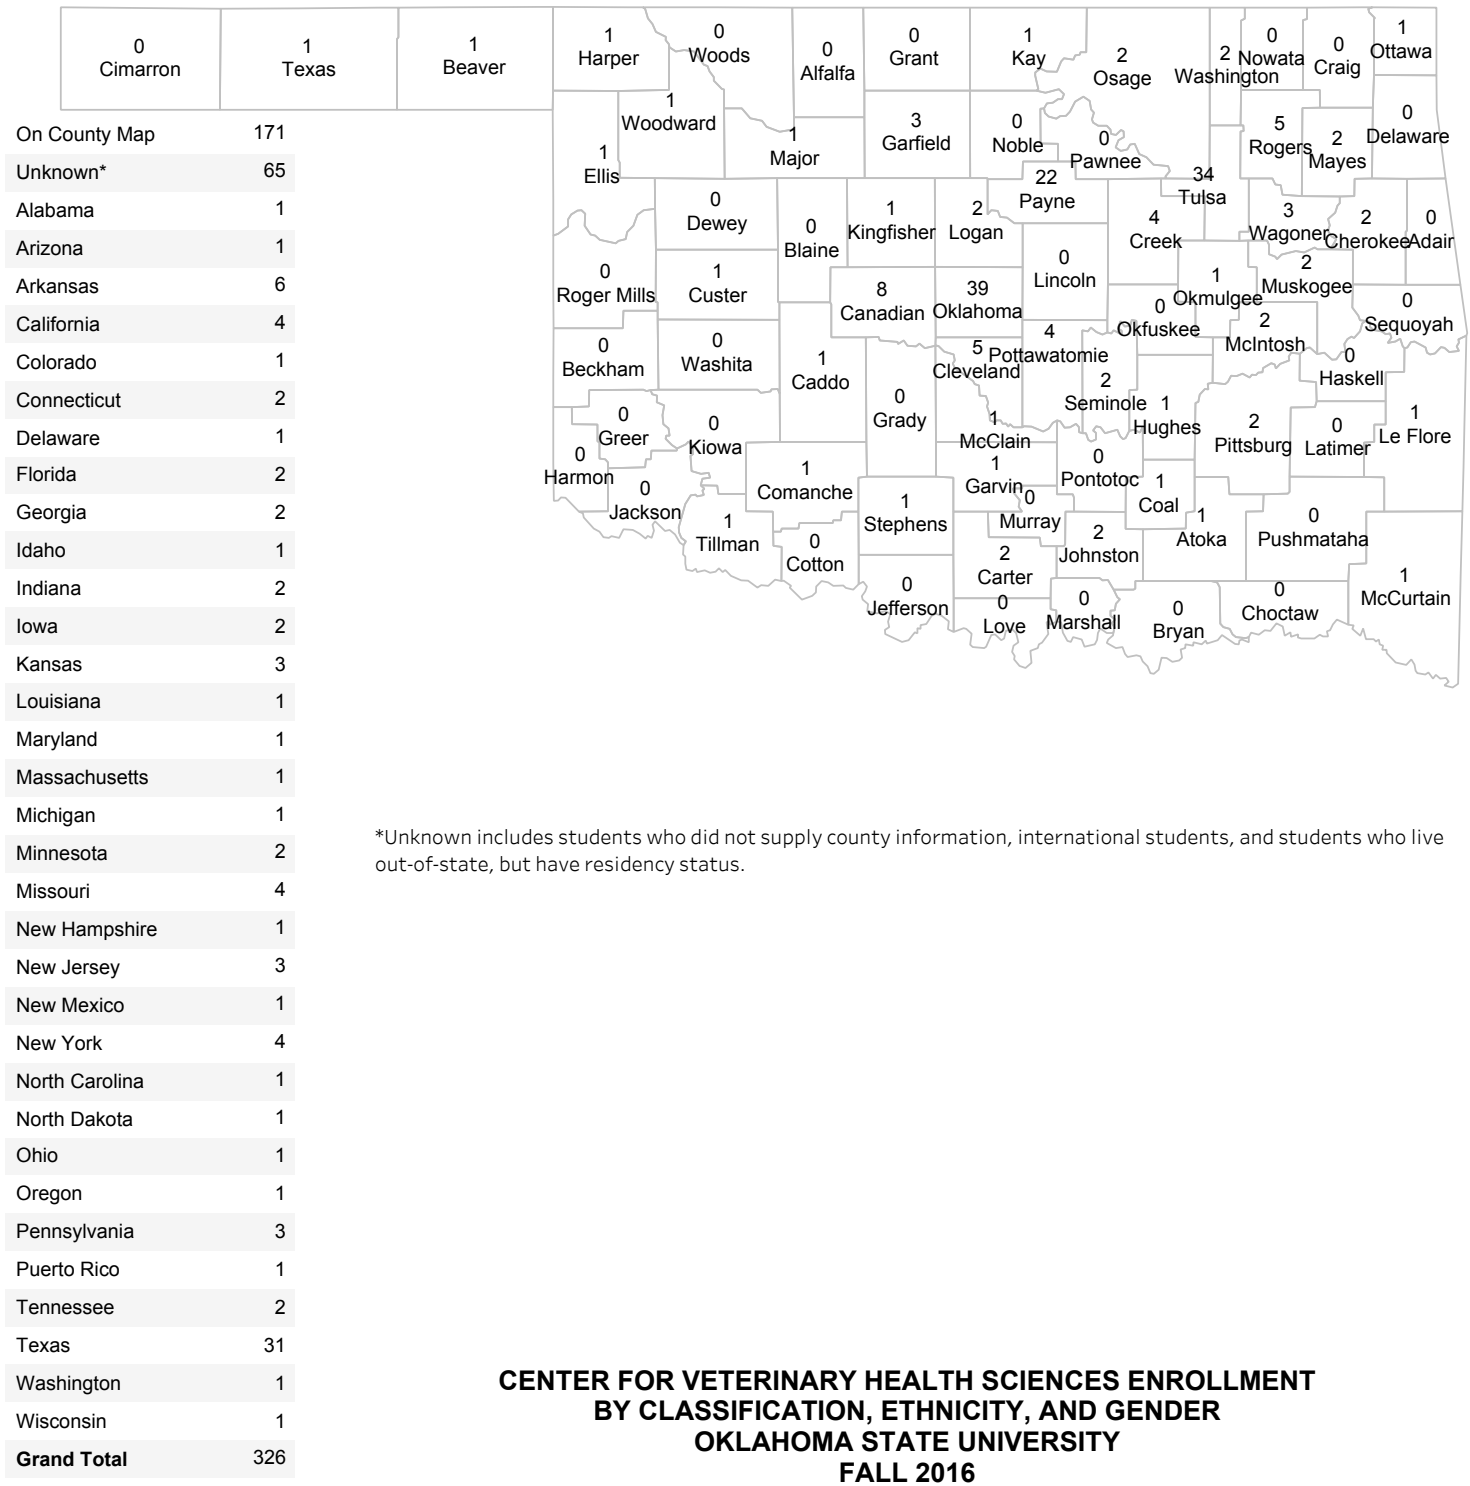 0
Cimarron
1
Texas
1
Beaver
1
Harper
0
Woods
0
Alfalfa
0
Grant
1
Kay
2
Osage
2
Washington
0
Nowata
0
Craig
1
Ottawa
1
Ellis
1
Woodward
1
Major
3
Garfield
0
Noble
0
Pawnee
22
Payne
34
Tulsa
5
Rogers
2
Mayes
0
Delaware
0
Dewey
0
Blaine
1
Kingfisher
2
Logan
0
Lincoln
4
Creek
3
Wagoner
2
Cherokee
0
Adair
0
Roger Mills
1
Custer
8
Canadian
39
Oklahoma
0
Okfuskee
1
Okmulgee
2
Muskogee
2
McIntosh
0
Sequoyah
0
Beckham
0
Washita
1
Caddo
0
Grady
5
Cleveland
4
Pottawatomie
2
Seminole
1
Hughes
2
Pittsburg
0
Haskell
0
Latimer
1
Le Flore
0
Harmon
0
Greer
0
Kiowa
0
Jackson
1
Tillman
1
Comanche
0
Cotton
1
Stephens
0
Jefferson
1
McClain
1
Garvin
0
Murray
2
Carter
0
Love
0
Pontotoc
2
Johnston
0
Marshall
1
Coal
1
Atoka
0
Bryan
0
Pushmataha
0
Choctaw
1
McCurtain
On County Map 171
Unknown* 65
Alabama 1
Arizona 1
Arkansas 6
California 4
Colorado 1
Connecticut 2
Delaware 1
Florida 2
Georgia 2
Idaho 1
Indiana 2
Iowa 2
Kansas 3
Louisiana 1
Maryland 1
Massachusetts 1
Michigan 1
Minnesota 2
Missouri 4
New Hampshire 1
New Jersey 3
New Mexico 1
New York 4
North Carolina 1
North Dakota 1
Ohio 1
Oregon 1
Pennsylvania 3
Puerto Rico 1
Tennessee 2
Texas 31
Washington 1
Wisconsin 1
Grand Total 326
*Unknown includes students who did not supply county information, international students, and students who live
out-of-state, but have residency status.
CENTER FOR VETERINARY HEALTH SCIENCES ENROLLMENT
BY CLASSIFICATION, ETHNICITY, AND GENDER
OKLAHOMA STATE UNIVERSITY
FALL 2016